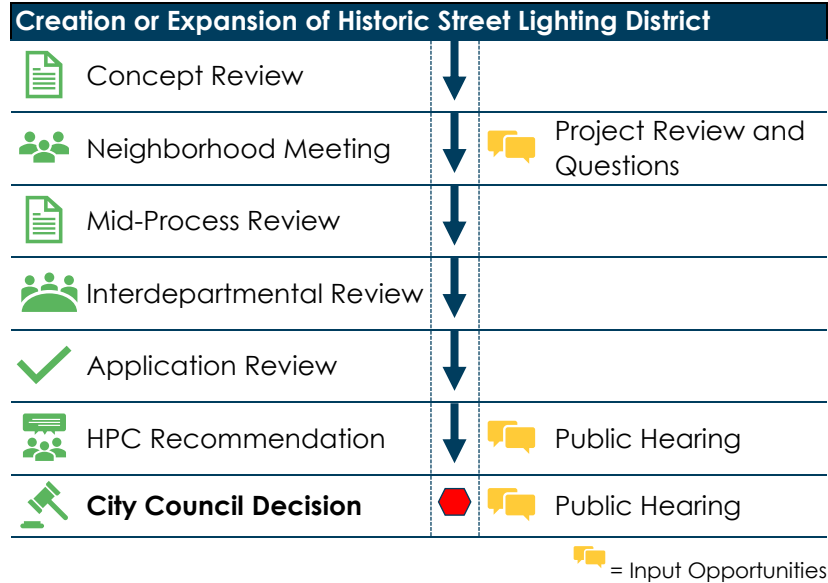 Creation or Expansion of Historic Street Lighting District
Concept Review
Neighborhood Meeting
Project Review and
Questions
Mid-Process Review
Interdepartmental Review
Application Review
HPC Recommendation
Public Hearing
City Council Decision
Public Hearing
= Input Opportunities